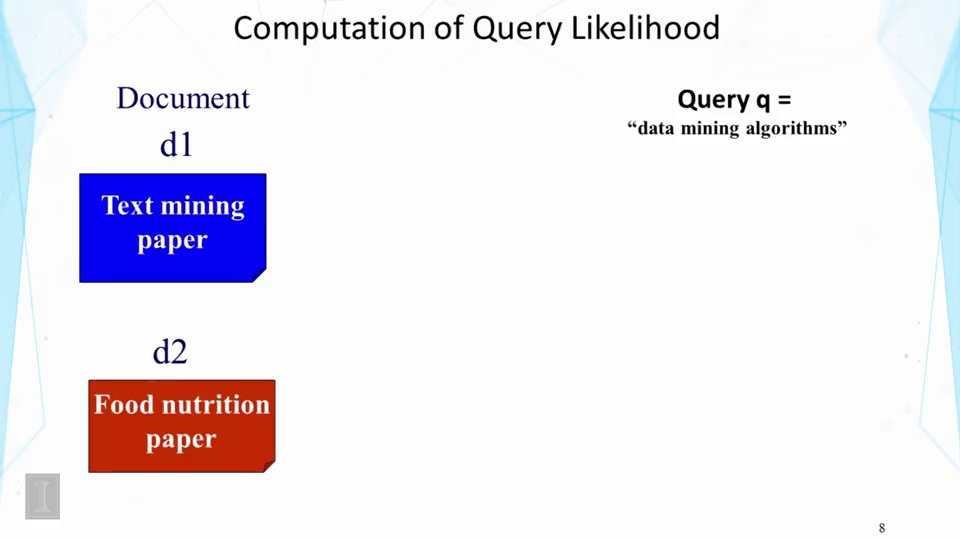 Computation of Query Likelihood
Document
d1
Text mining
paper
Query q =
“data mining algorithms”
d2
Food nutrition
paper
I
8